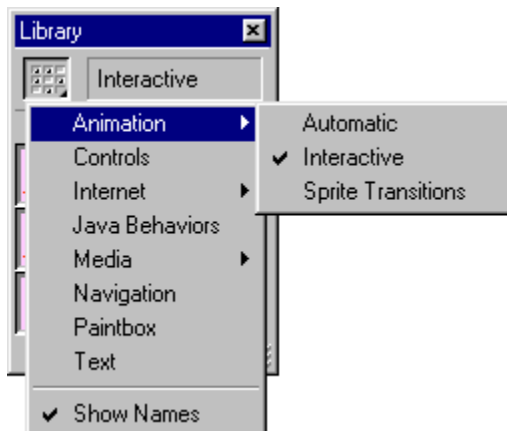 Library
Interactive
Animation
Controls
Internet
Java Behaviors
Media
Navigation
Paintbox
Text
Show Names
Automatic
Interactive
Sprite Transitions